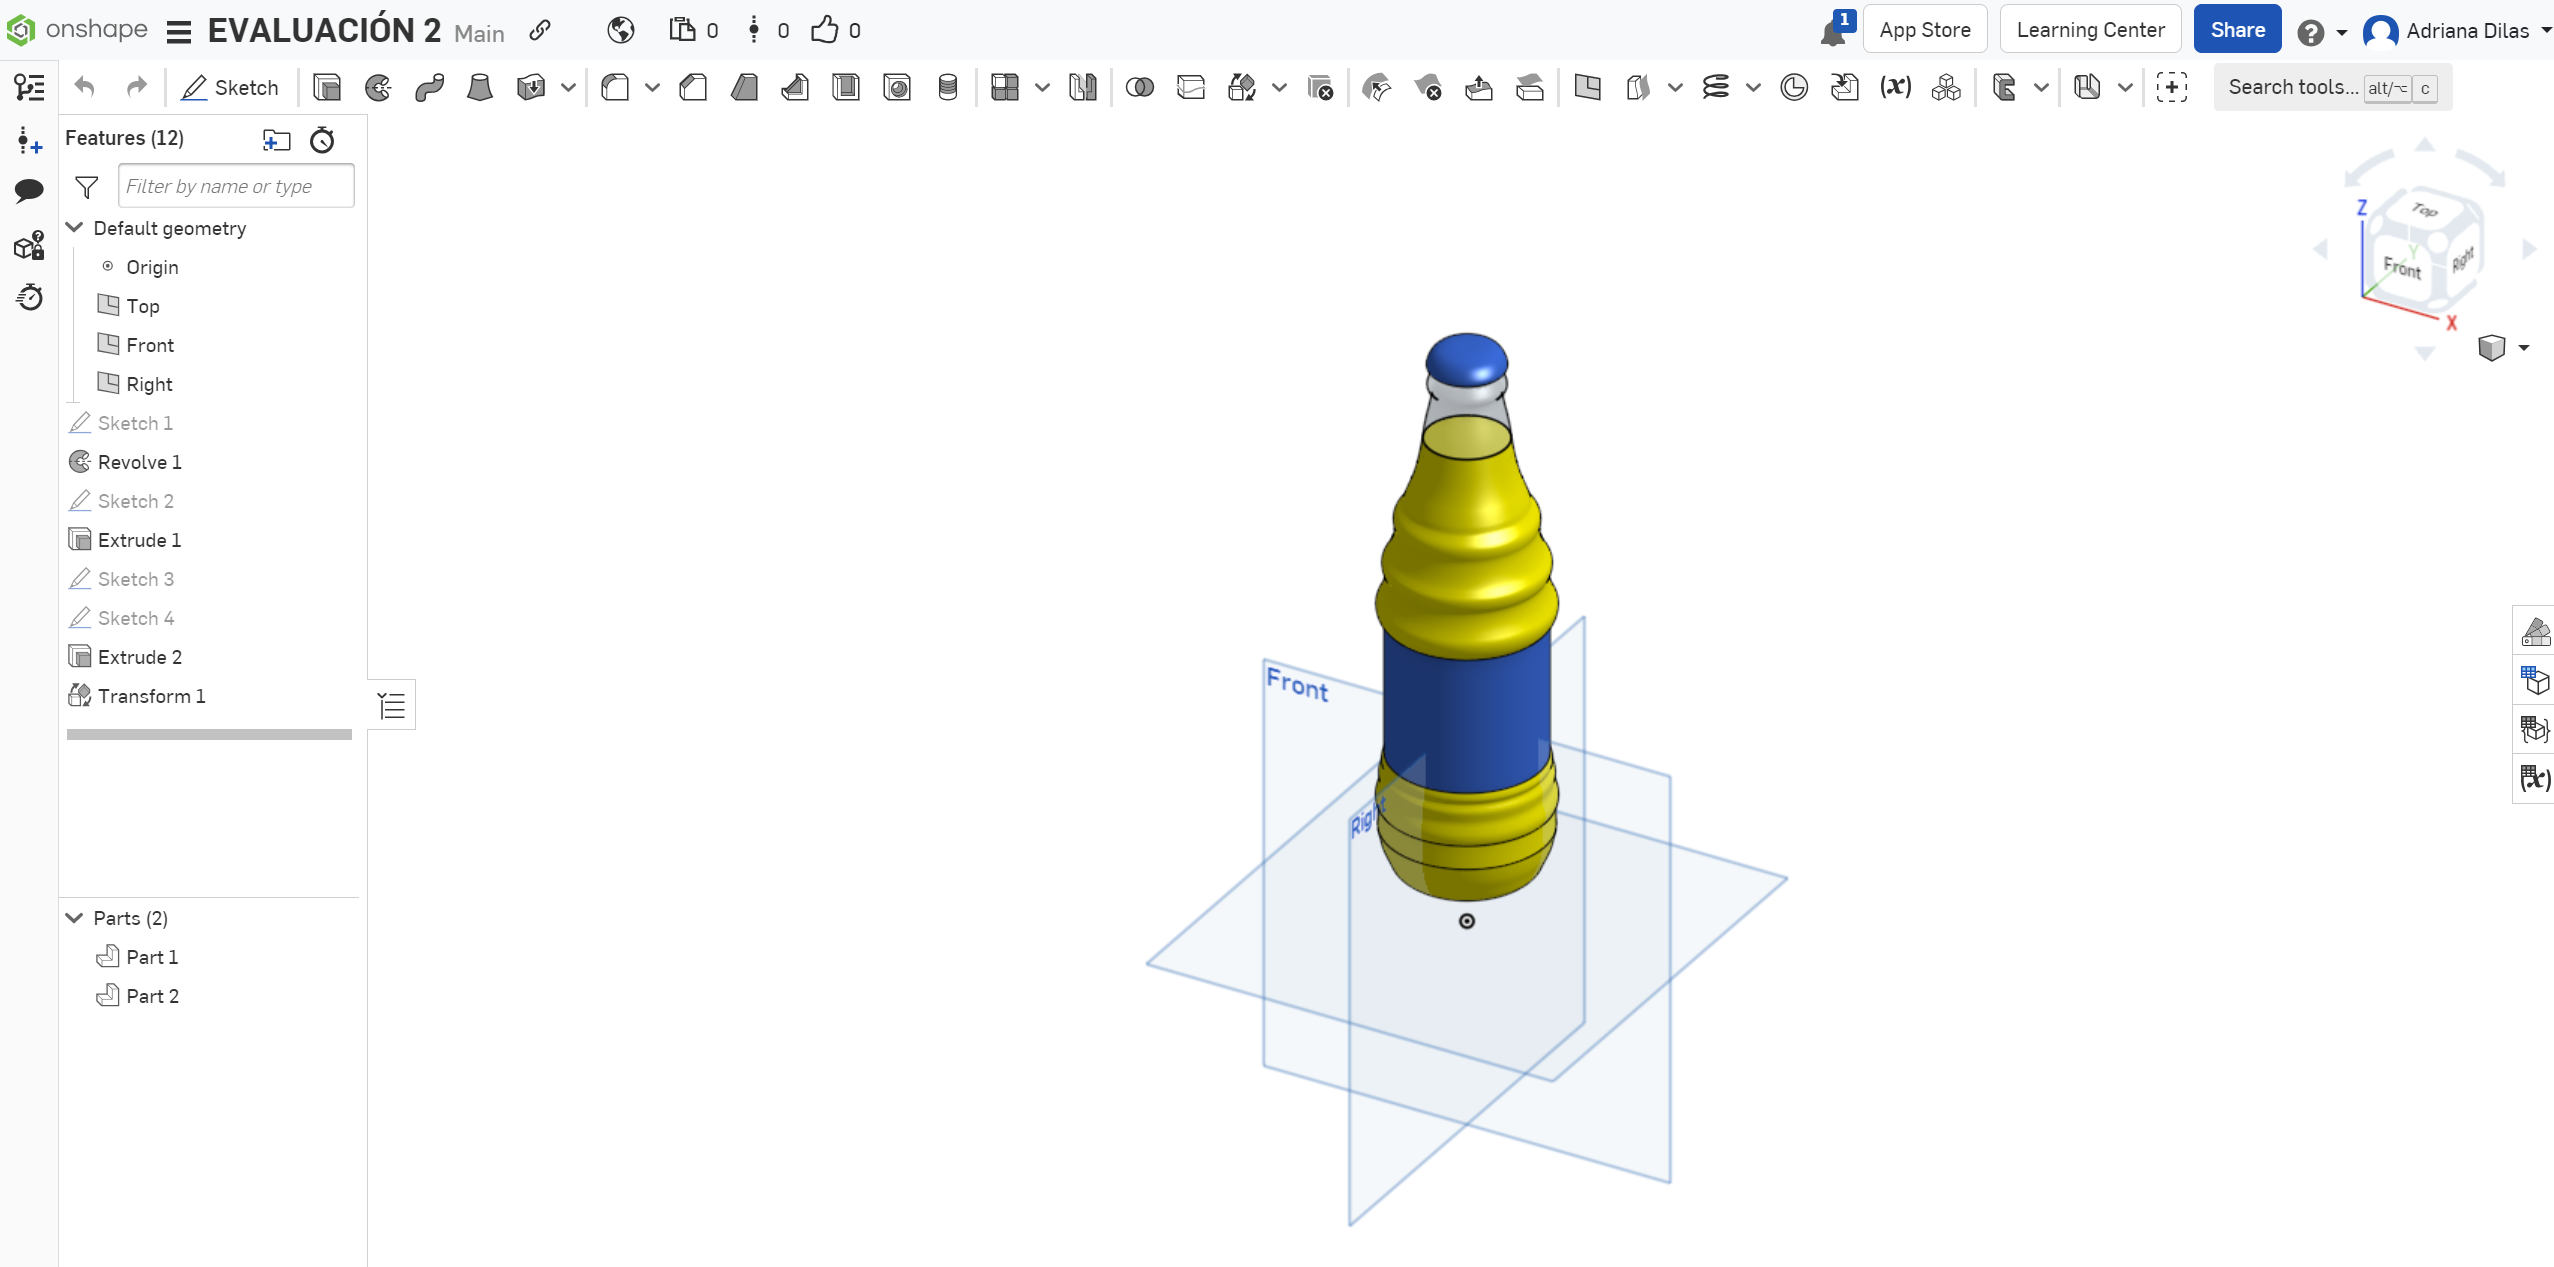 onshape EVALUACIÓN 2 Main 0 0 0 1 App Store Learning Center Share Adriana Dilas
Sketch (x) Search tools... alt/⌥ c
Features (12)
Filter by name or type
Default geometry
Origin
Top
Front
Right
Sketch 1
Revolve 1
Sketch 2
Extrude 1
Sketch 3
Sketch 4
Extrude 2
Transform 1
Parts (2)
Part 1
Part 2
Front
Right
Z
Top
Y
Front
Right
X
(x)